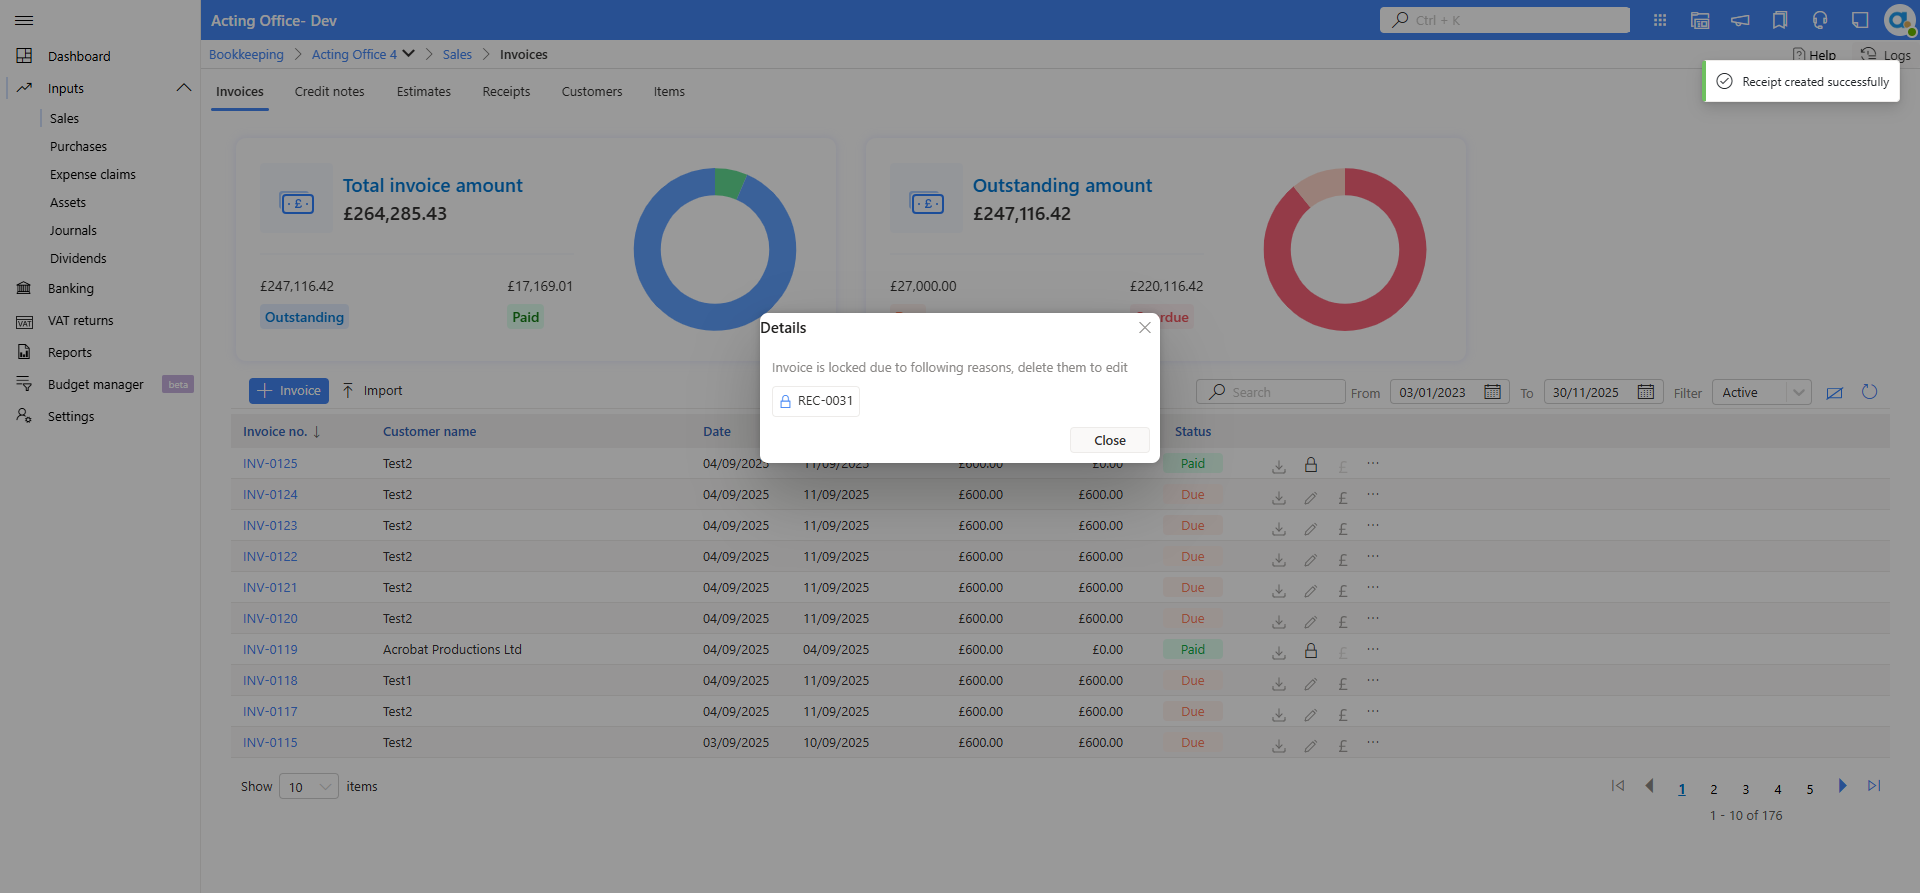 Acting Office- Dev
Ctrl + K
Bookkeeping Acting Office 4 Sales Invoices
Help Logs
Receipt created successfully
Dashboard
Inputs
Sales
Purchases
Expense claims
Assets
Journals
Dividends
Banking
VAT returns
Reports
Budget manager beta
Settings
Invoices Credit notes Estimates Receipts Customers Items
Total invoice amount
£264,285.43
£247,116.42 £17,169.01
Outstanding Paid
Outstanding amount
£247,116.42
£27,000.00 £220,116.42
Details
Invoice is locked due to following reasons, delete them to edit
REC-0031
Close
Invoice Import
Search From 03/01/2023 To 30/11/2025 Filter Active
Invoice no. Customer name Date Status
INV-0125 Test2 04/09/2025 11/09/2025 £600.00 £0.00 Paid
INV-0124 Test2 04/09/2025 11/09/2025 £600.00 £600.00 Due
INV-0123 Test2 04/09/2025 11/09/2025 £600.00 £600.00 Due
INV-0122 Test2 04/09/2025 11/09/2025 £600.00 £600.00 Due
INV-0121 Test2 04/09/2025 11/09/2025 £600.00 £600.00 Due
INV-0120 Test2 04/09/2025 11/09/2025 £600.00 £600.00 Due
INV-0119 Acrobat Productions Ltd 04/09/2025 04/09/2025 £600.00 £0.00 Paid
INV-0118 Test1 04/09/2025 11/09/2025 £600.00 £600.00 Due
INV-0117 Test2 04/09/2025 11/09/2025 £600.00 £600.00 Due
INV-0115 Test2 03/09/2025 10/09/2025 £600.00 £600.00 Due
Show 10 items
1 2 3 4 5
1 - 10 of 176